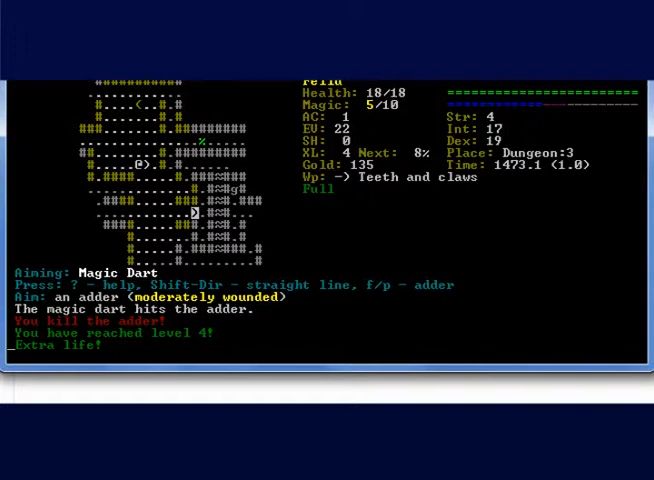 Health: 18/18
Magic: 5/10
AC: 1 Str: 4
EV: 22 Int: 17
SH: 0 Dex: 19
XL: 4 Next: 8% Place: Dungeon:3
Gold: 135 Time: 1473.1 (1.0)
Wp: -) Teeth and claws
Full
Aiming: Magic Dart
Press: ? - help, Shift-Dir - straight line, f/p - adder
Aim: an adder (moderately wounded)
The magic dart hits the adder.
You kill the adder!
You have reached level 4!
_Extra life!